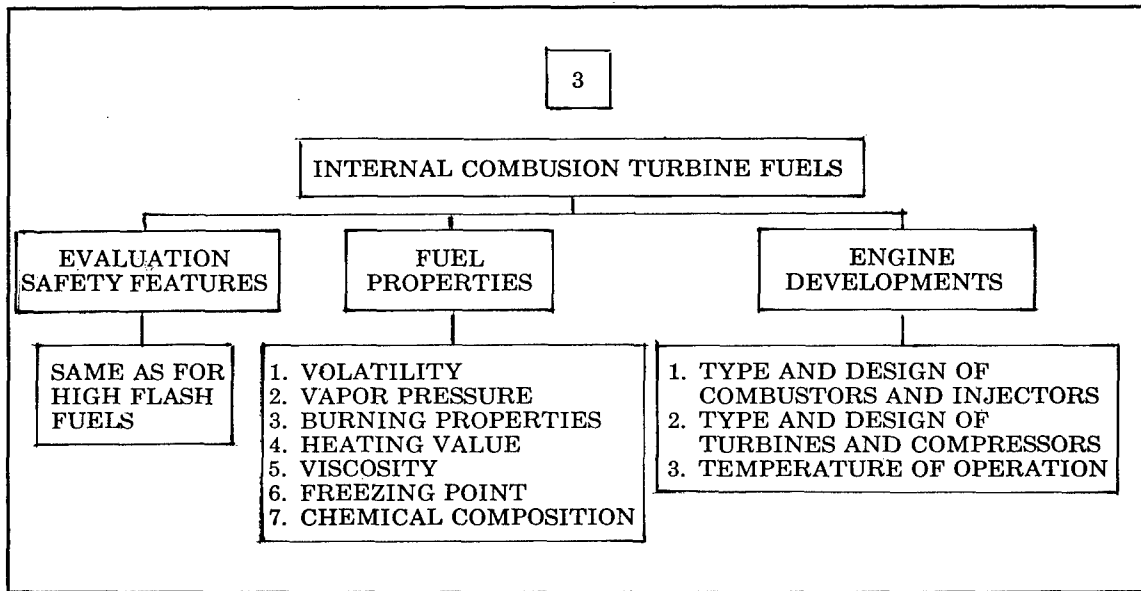 3
INTERNAL COMBUSION TURBINE FUELS
EVALUATION
SAFETY FEATURES
FUEL
PROPERTIES
ENGINE
DEVELOPMENTS
SAME AS FOR
HIGH FLASH
FUELS
1. VOLATILITY
2. VAPOR PRESSURE
3. BURNING PROPERTIES
4. HEATING VALUE
5. VISCOSITY
6. FREEZING POINT
7. CHEMICAL COMPOSITION
1. TYPE AND DESIGN OF
COMBUSTORS AND INJECTORS
2. TYPE AND DESIGN OF
TURBINES AND COMPRESSORS
3. TEMPERATURE OF OPERATION